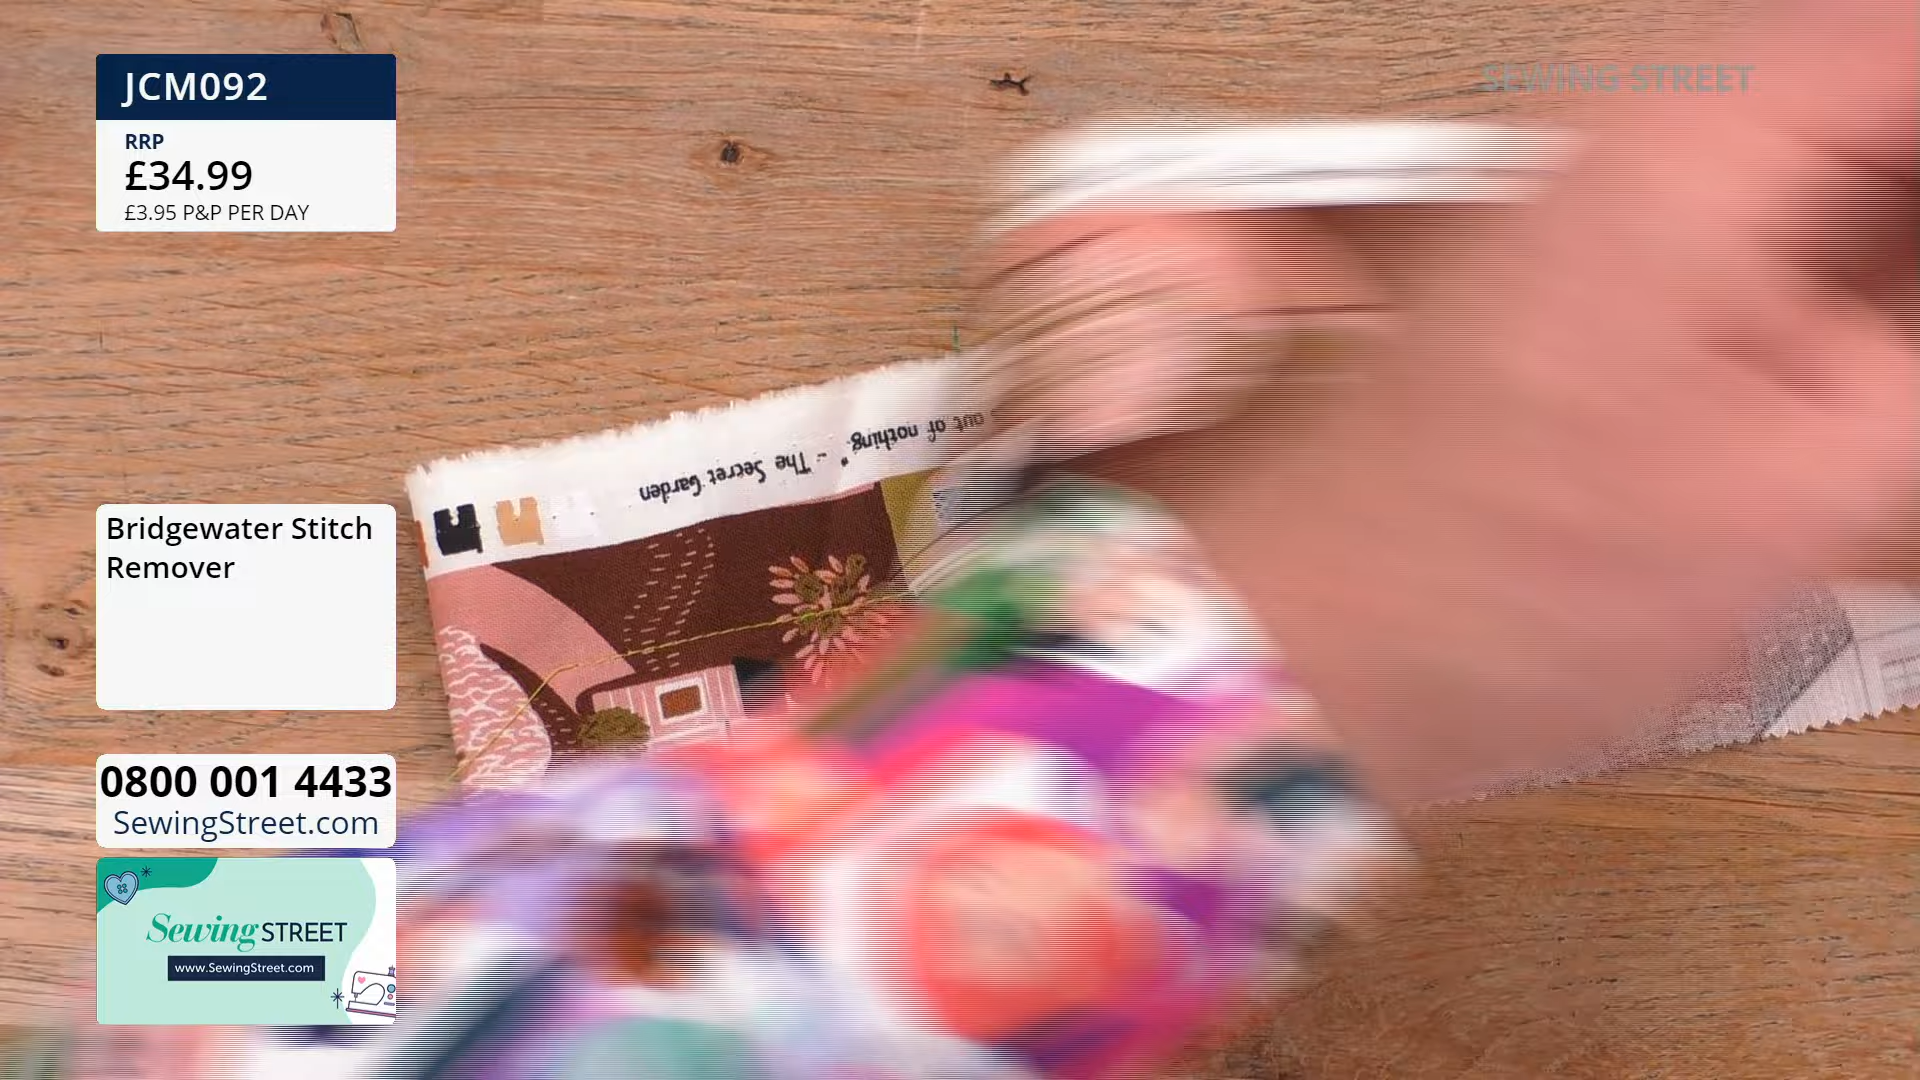 JCM092
RRP
£34.99
£3.95 P&P PER DAY
SEWING STREET
out of nothing." - The Secret Garden
Bridgewater Stitch
Remover
0800 001 4433
SewingStreet.com
Sewing STREET
www.SewingStreet.com